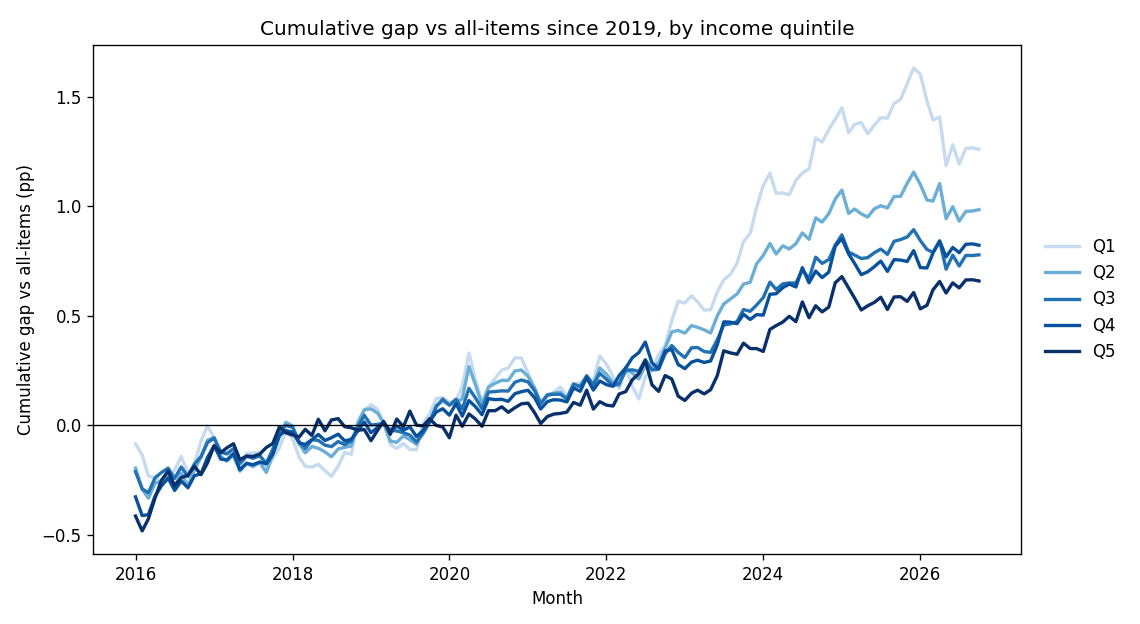 Cumulative gap vs all-items since 2019, by income quintile
Cumulative gap vs all-items (pp)
1.5
1.0
0.5
0.0
−0.5
2016
2018
2020
2022
2024
2026
Month
Q1
Q2
Q3
Q4
Q5